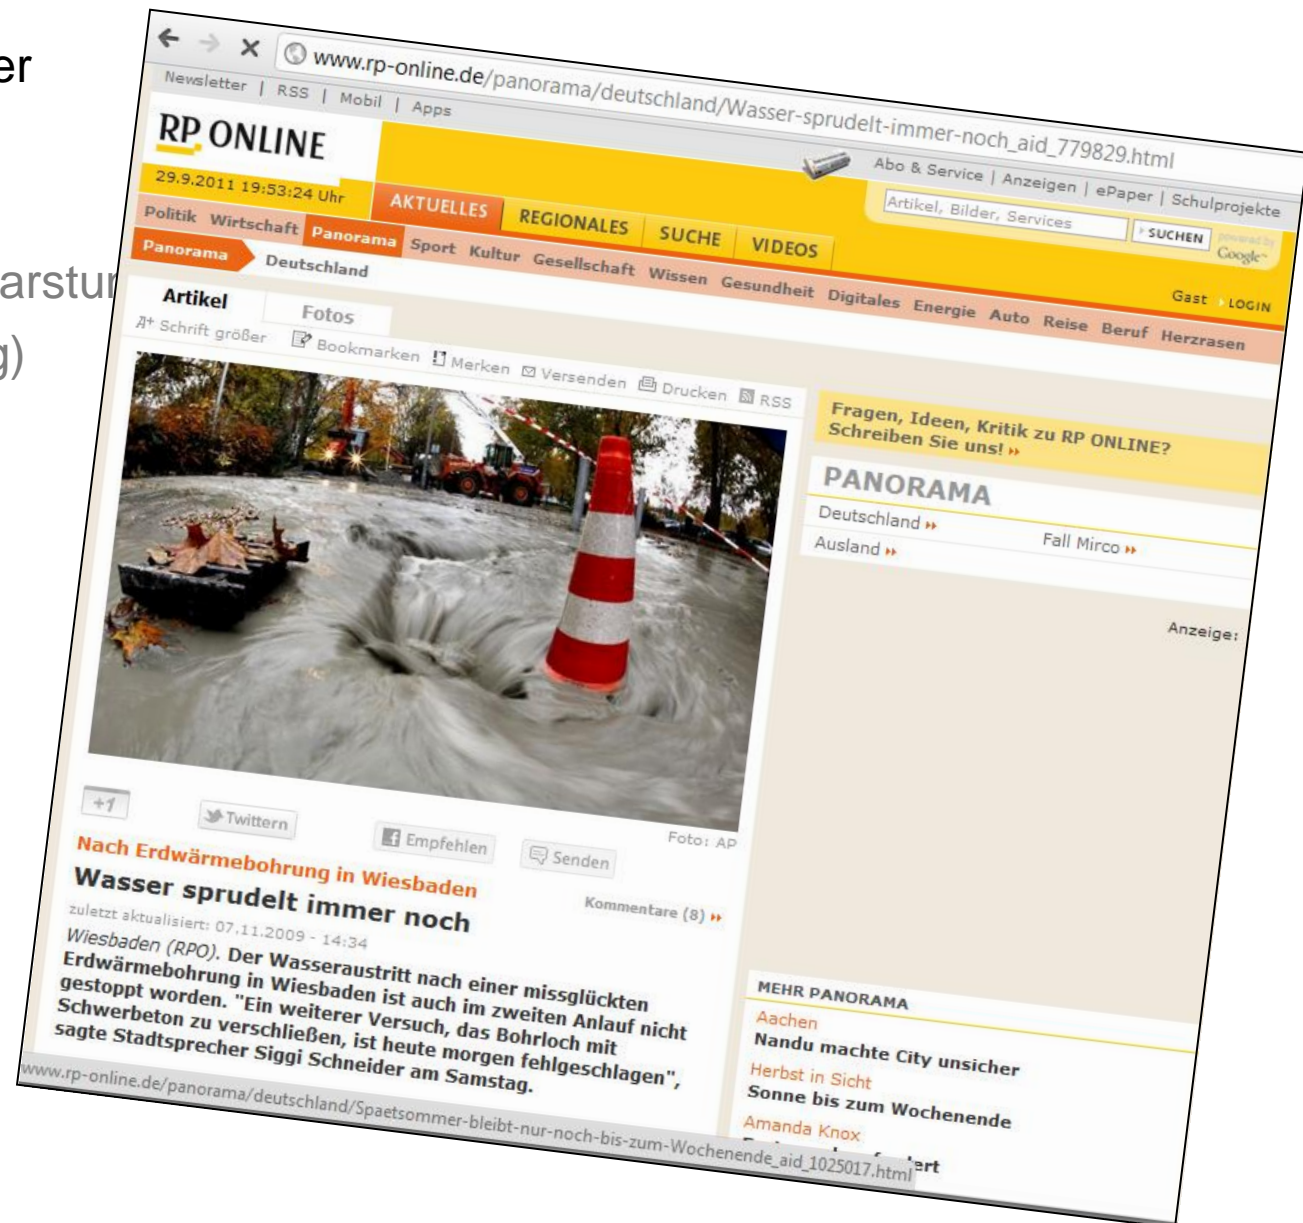 er
www.rp-online.de/panorama/deutschland/Wasser-sprudelt-immer-noch_aid_779829.html
Newsletter | RSS | Mobil | Apps
Abo & Service | Anzeigen | ePaper | Schulprojekte
RP ONLINE
29.9.2011 19:53:24 Uhr
Artikel, Bilder, Services
SUCHEN
powered by
Google
AKTUELLES REGIONALES SUCHE VIDEOS
Gast LOGIN
Politik Wirtschaft Panorama Sport Kultur Gesellschaft Wissen Gesundheit Digitales Energie Auto Reise Beruf Herzrasen
Panorama Deutschland
arstun
g)
Artikel Fotos
A+ Schrift größer Bookmarken Merken Versenden Drucken RSS
Fragen, Ideen, Kritik zu RP ONLINE?
Schreiben Sie uns!
PANORAMA
Deutschland Fall Mirco
Ausland
Anzeige:
+1 Twittern Empfehlen Senden
Foto: AP
Nach Erdwärmebohrung in Wiesbaden
Wasser sprudelt immer noch
Kommentare (8)
zuletzt aktualisiert: 07.11.2009 - 14:34
Wiesbaden (RPO). Der Wasseraustritt nach einer missglückten
Erdwärmebohrung in Wiesbaden ist auch im zweiten Anlauf nicht
gestoppt worden. "Ein weiterer Versuch, das Bohrloch mit
Schwerbeton zu verschließen, ist heute morgen fehlgeschlagen",
sagte Stadtsprecher Siggi Schneider am Samstag.
MEHR PANORAMA
Aachen
Nandu machte City unsicher
Herbst in Sicht
Sonne bis zum Wochenende
Amanda Knox
www.rp-online.de/panorama/deutschland/Spaetsommer-bleibt-nur-noch-bis-zum-Wochenende_aid_1025017.html